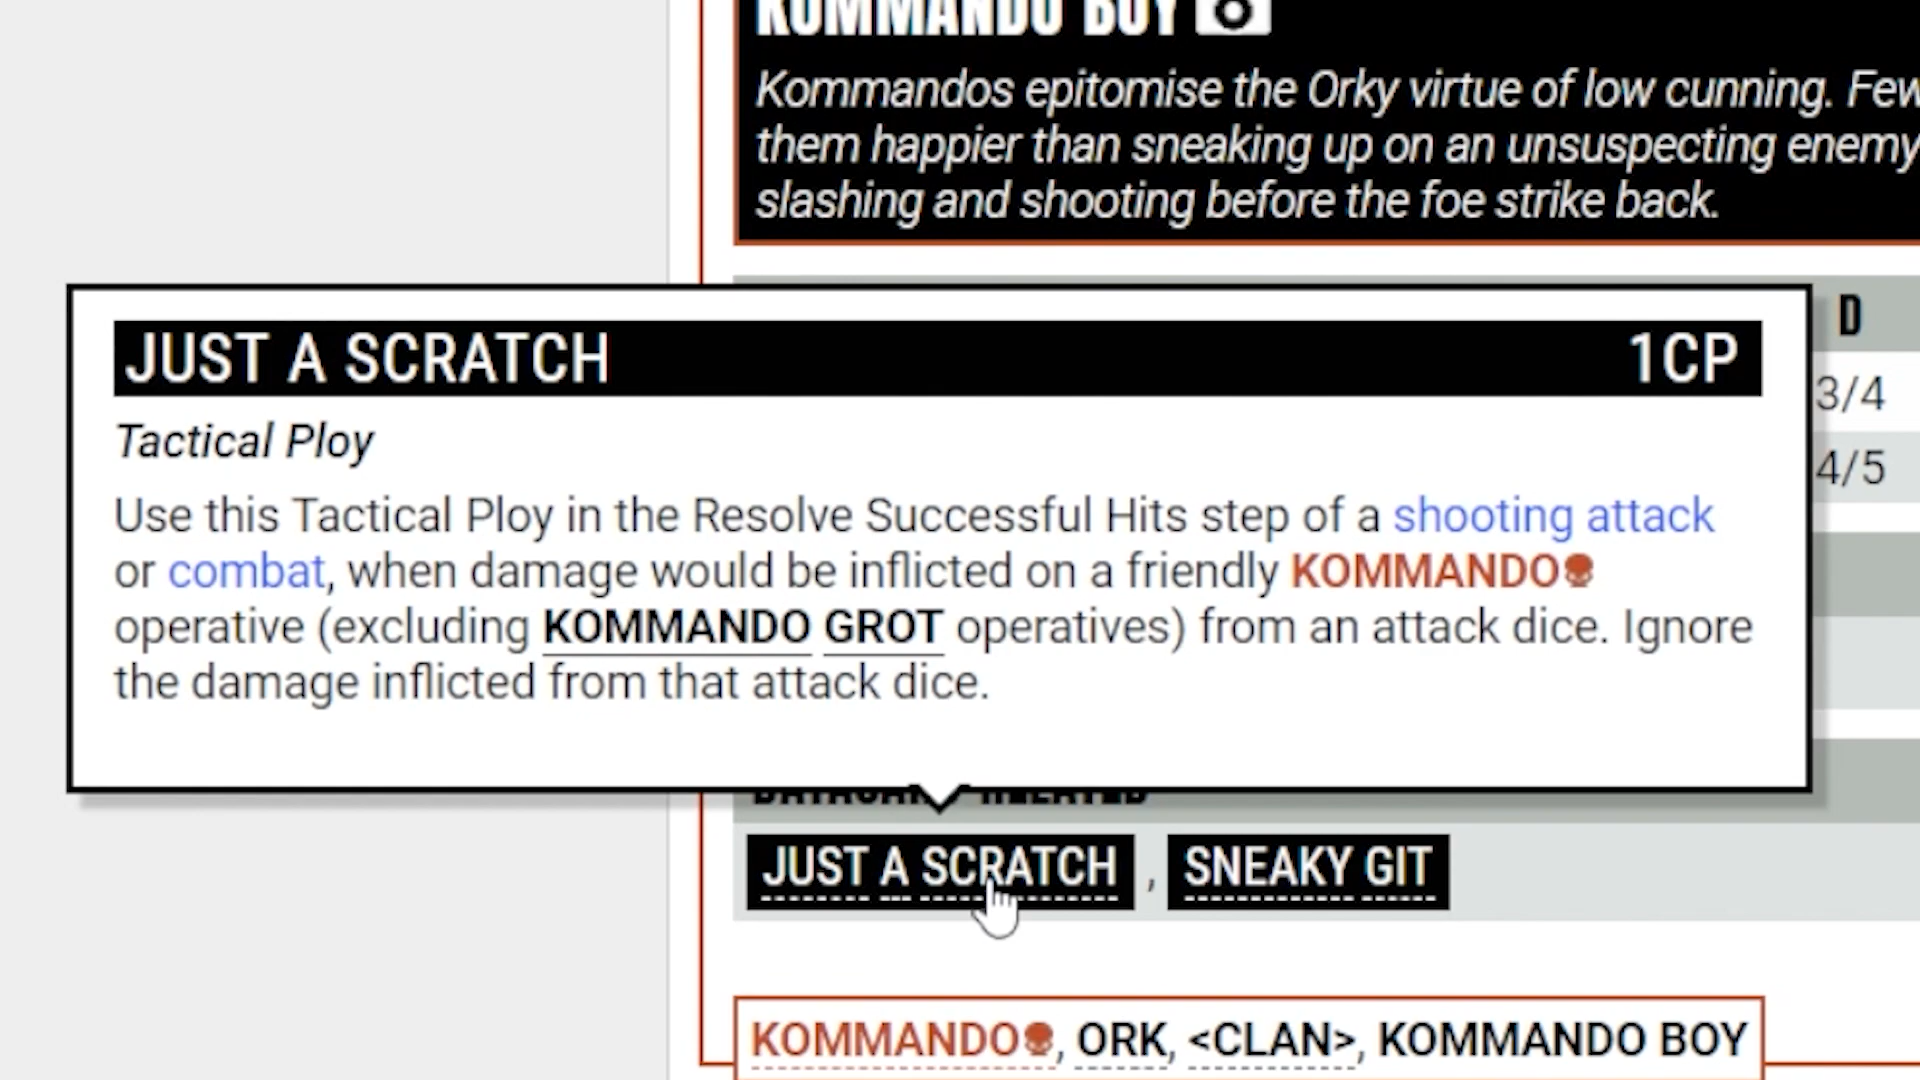 KOMMANDO BOY
Kommandos epitomise the Orky virtue of low cunning. Few
them happier than sneaking up on an unsuspecting enemy
slashing and shooting before the foe strike back.
D
3/4
4/5
JUST A SCRATCH 1CP
Tactical Ploy
Use this Tactical Ploy in the Resolve Successful Hits step of a shooting attack
or combat, when damage would be inflicted on a friendly KOMMANDO
operative (excluding KOMMANDO GROT operatives) from an attack dice. Ignore
the damage inflicted from that attack dice.
JUST A SCRATCH , SNEAKY GIT
KOMMANDO, ORK, <CLAN>, KOMMANDO BOY